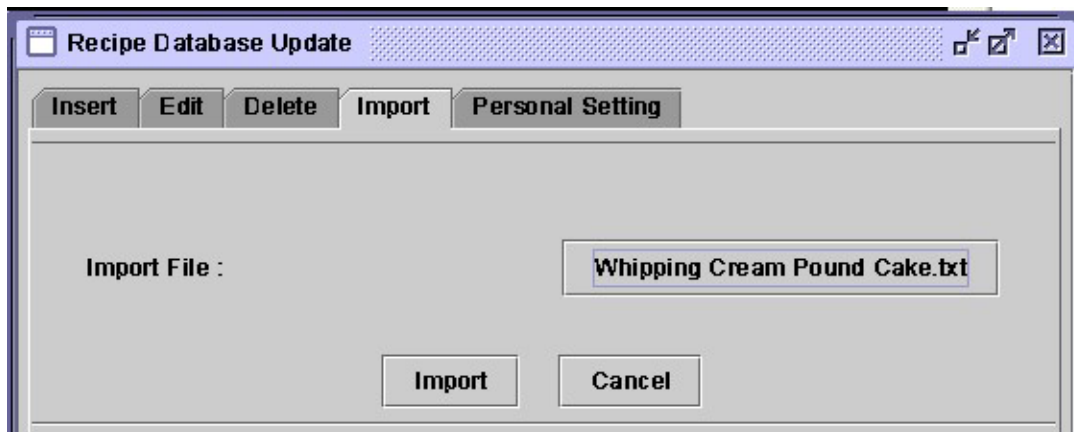 Recipe Database Update
Insert Edit Delete Import Personal Setting
Import File : Whipping Cream Pound Cake.txt
Import Cancel